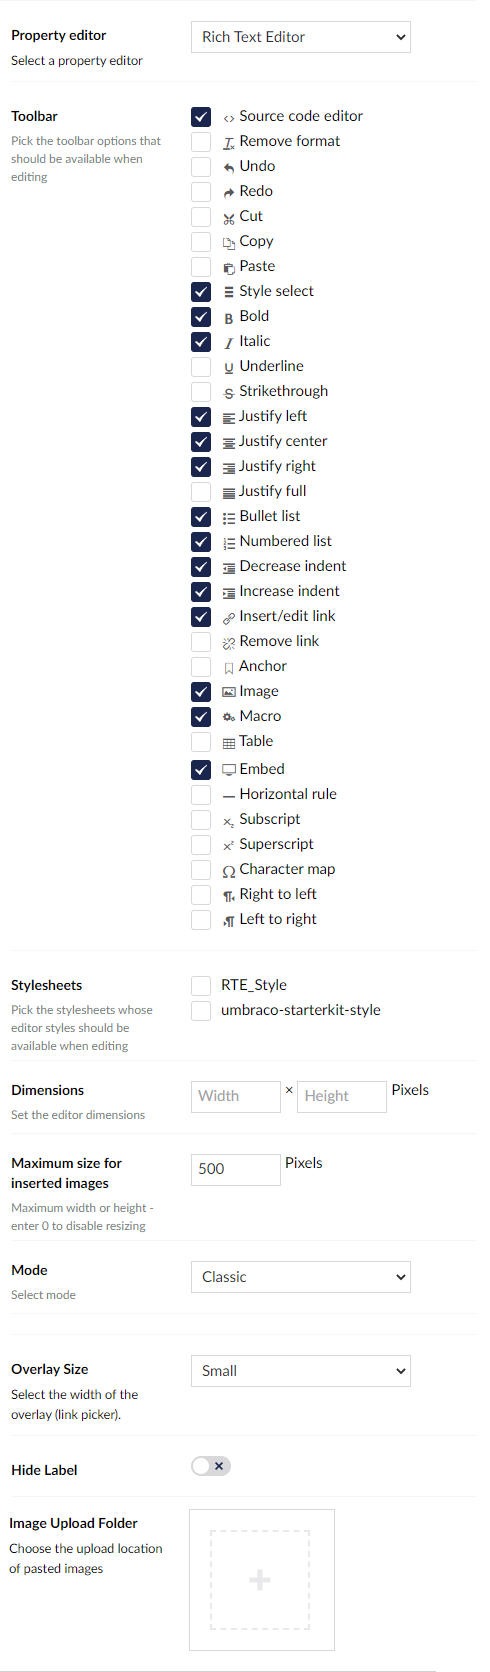 Property editor
Select a property editor
Rich Text Editor
Toolbar
Pick the toolbar options that
should be available when
editing
Source code editor
Remove format
Undo
Redo
Cut
Copy
Paste
Style select
Bold
Italic
Underline
Strikethrough
Justify left
Justify center
Justify right
Justify full
Bullet list
Numbered list
Decrease indent
Increase indent
Insert/edit link
Remove link
Anchor
Image
Macro
Table
Embed
Horizontal rule
Subscript
Superscript
Character map
Right to left
Left to right
Stylesheets
Pick the stylesheets whose
editor styles should be
available when editing
RTE_Style
umbraco-starterkit-style
Dimensions
Set the editor dimensions
Width × Height Pixels
Maximum size for
inserted images
Maximum width or height -
enter 0 to disable resizing
500 Pixels
Mode
Select mode
Classic
Overlay Size
Select the width of the
overlay (link picker).
Small
Hide Label
Image Upload Folder
Choose the upload location
of pasted images